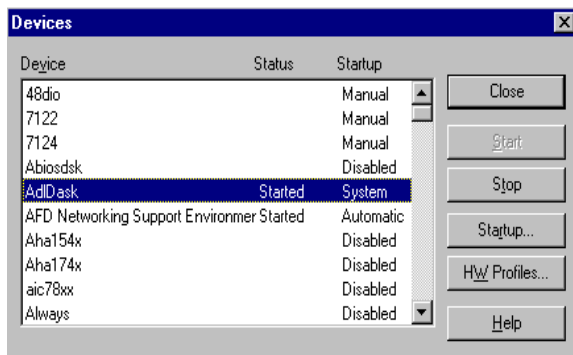 Devices
Device Status Startup
48dio Manual
7122 Manual
7124 Manual
Abiosdsk Disabled
AdlDask Started System
AFD Networking Support Environmer Started Automatic
Aha154x Disabled
Aha174x Disabled
aic78xx Disabled
Always Disabled
Close
Start
Stop
Startup...
HW Profiles...
Help